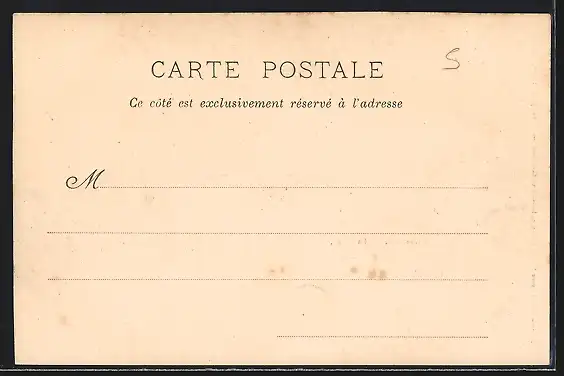 CARTE POSTALE
S
Ce côté est exclusivement réservé à l'adresse
M